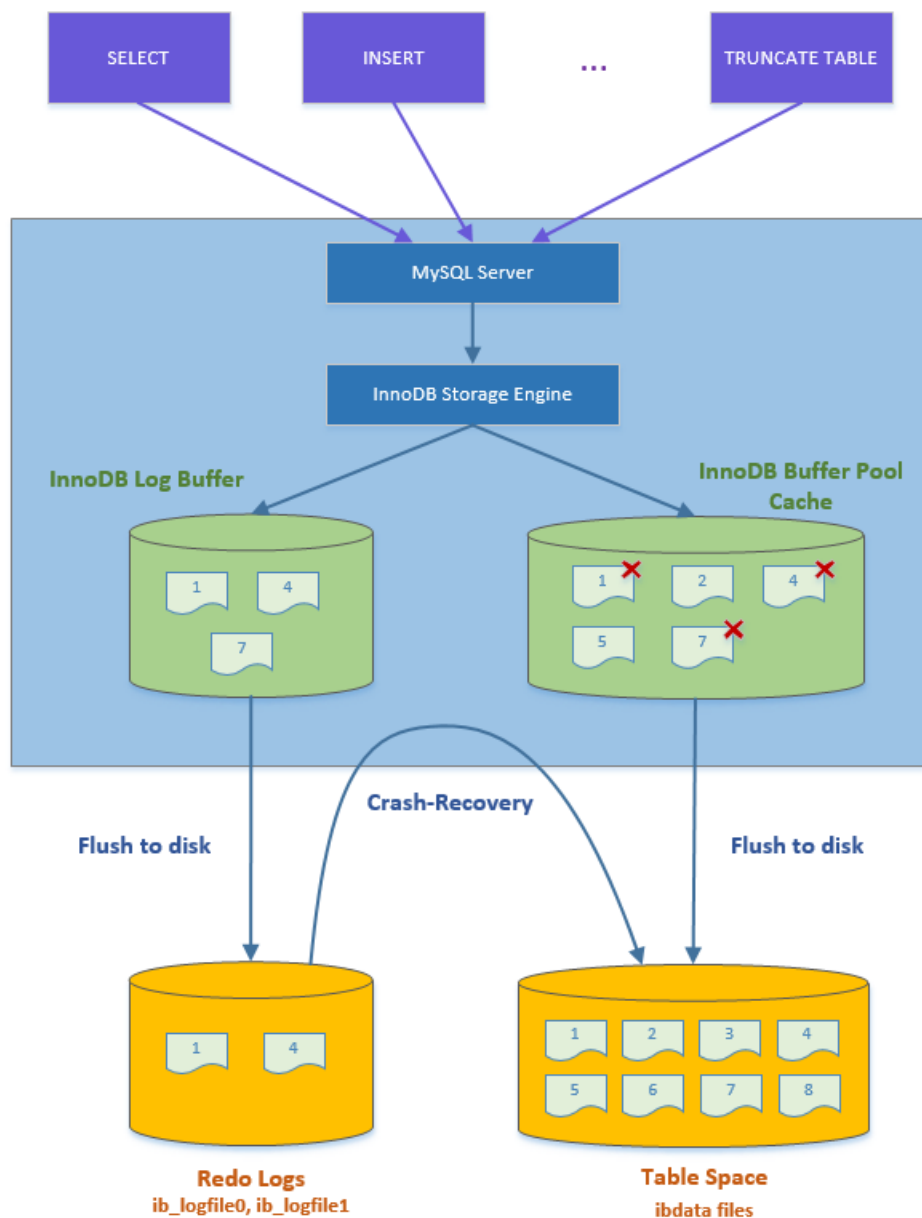 SELECT
INSERT
...
TRUNCATE TABLE
MySQL Server
InnoDB Storage Engine
InnoDB Log Buffer
InnoDB Buffer Pool
Cache
1
4
7
1
2
4
5
7
Crash-Recovery
Flush to disk
Flush to disk
1
4
1
2
3
4
5
6
7
8
Redo Logs
ib_logfile0, ib_logfile1
Table Space
ibdata files